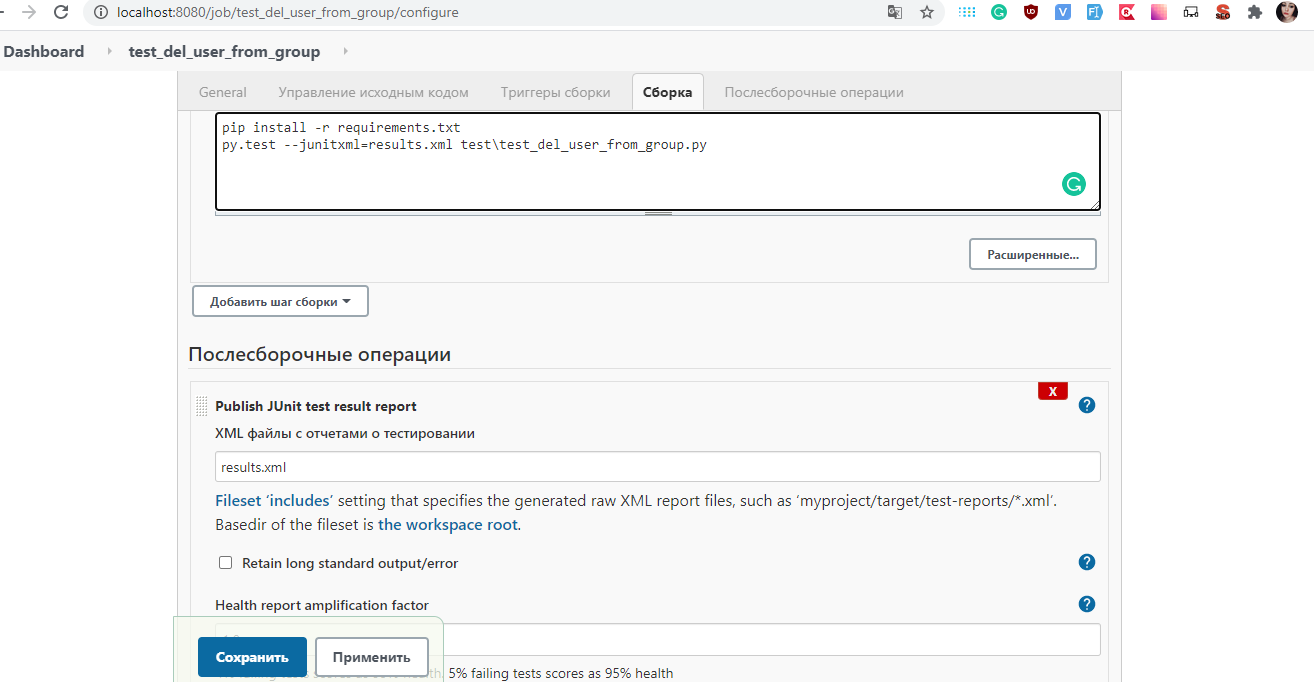 localhost:8080/job/test_del_user_from_group/configure
Dashboard test_del_user_from_group
General Управление исходным кодом Триггеры сборки Сборка Послесборочные операции
pip install -r requirements.txt
py.test --junitxml=results.xml test\test_del_user_from_group.py
Расширенные...
Добавить шаг сборки
Послесборочные операции
X
Publish JUnit test result report
?
XML файлы с отчетами о тестировании
results.xml
Fileset ‘includes’ setting that specifies the generated raw XML report files, such as ‘myproject/target/test-reports/*.xml’.
Basedir of the fileset is the workspace root.
Retain long standard output/error
?
Health report amplification factor
?
Сохранить Применить
5% failing tests scores as 95% health